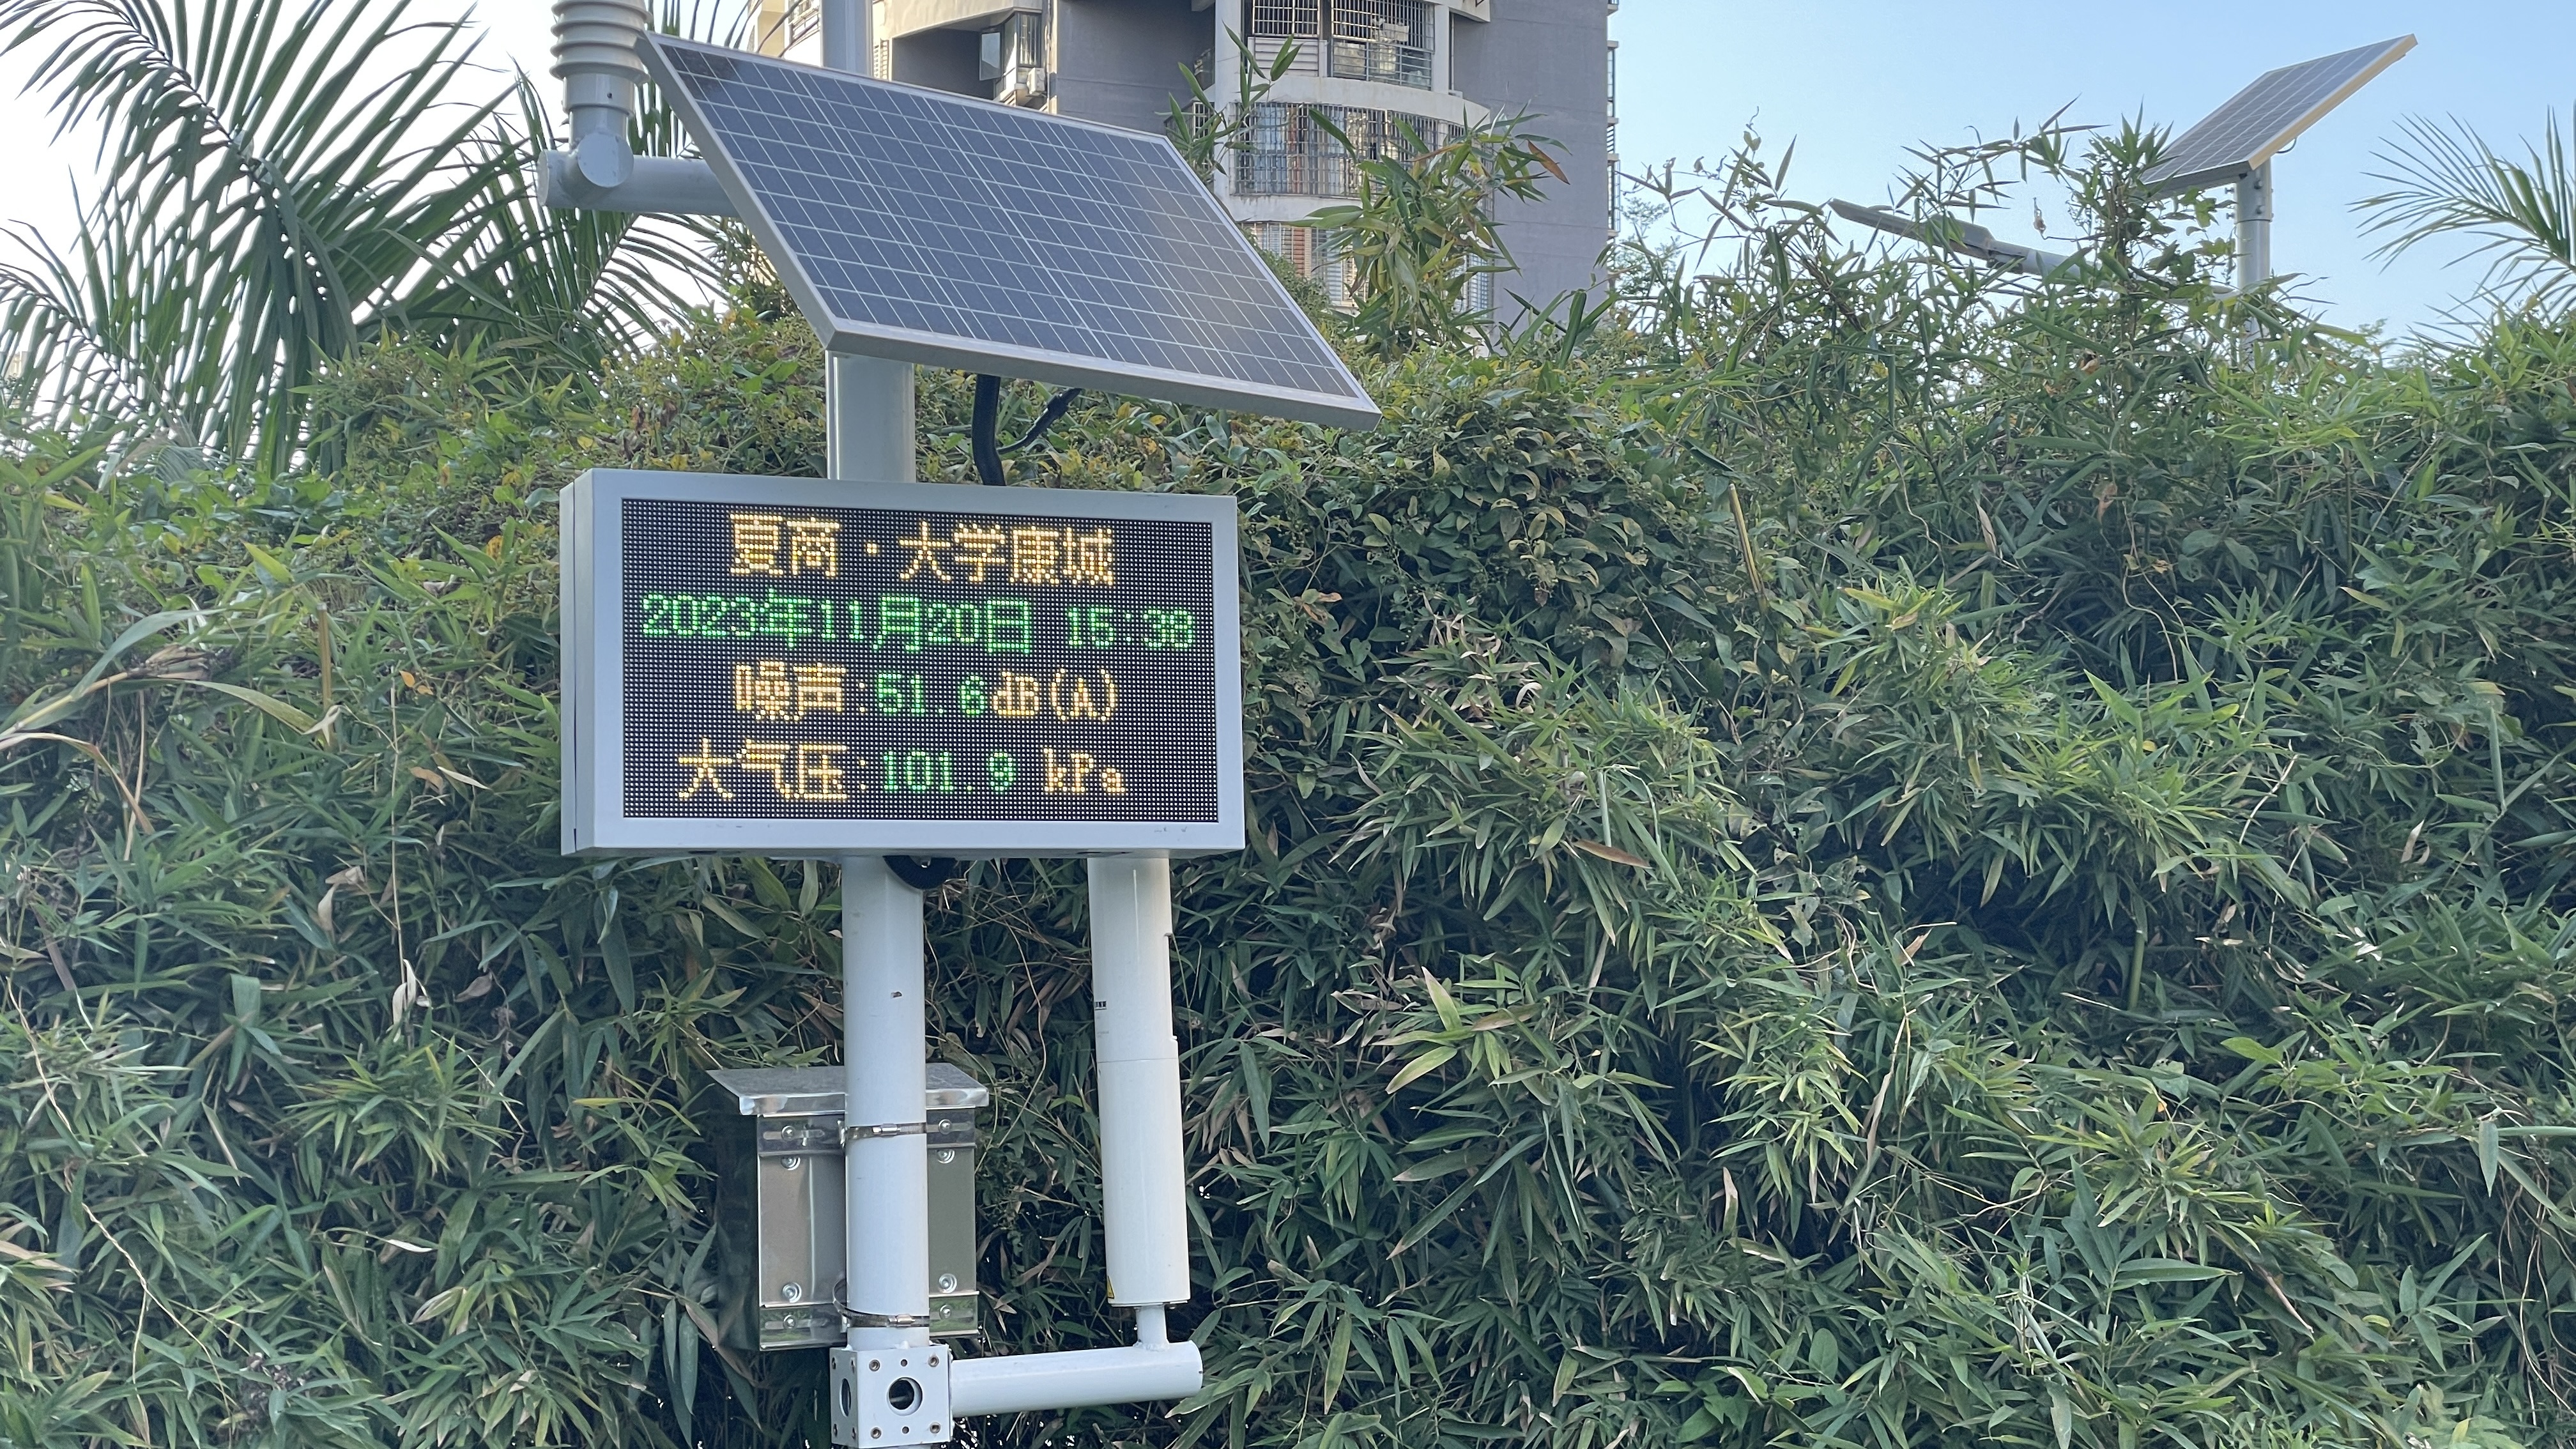 夏商·大学康城
2023年11月20日 15:38
噪声:51.6dB(A)
大气压:101.9 kPa